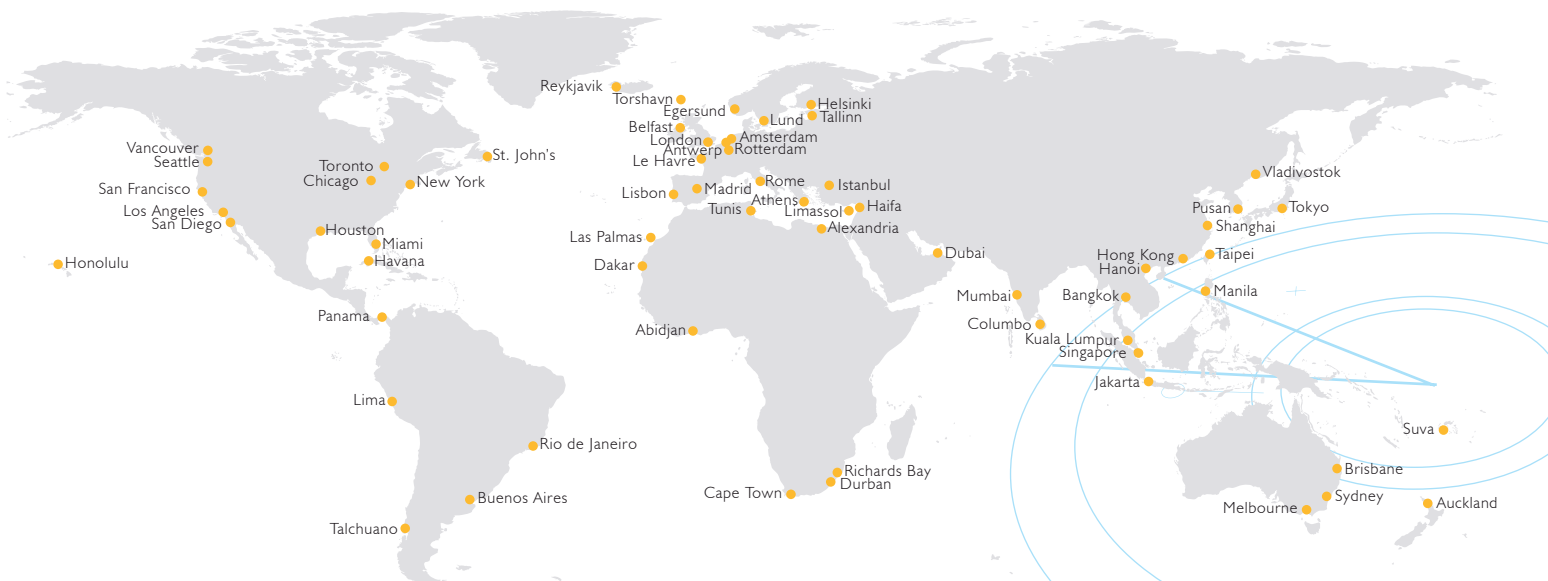 Reykjavik
Torshavn
Egersund
Helsinki
Tallinn
Lund
Belfast
London
Amsterdam
Antwerp
Rotterdam
Le Havre
Vancouver
Seattle
Toronto
Chicago
St. John's
New York
San Francisco
Los Angeles
San Diego
Houston
Miami
Havana
Honolulu
Panama
Lima
Rio de Janeiro
Buenos Aires
Talchuano
Lisbon
Madrid
Rome
Istanbul
Athens
Tunis
Limassol
Haifa
Alexandria
Las Palmas
Dakar
Abidjan
Dubai
Richards Bay
Durban
Cape Town
Vladivostok
Pusan
Tokyo
Shanghai
Hong Kong
Taipei
Hanoi
Mumbai
Bangkok
Manila
Columbo
Kuala Lumpur
Singapore
Jakarta
Suva
Brisbane
Sydney
Melbourne
Auckland